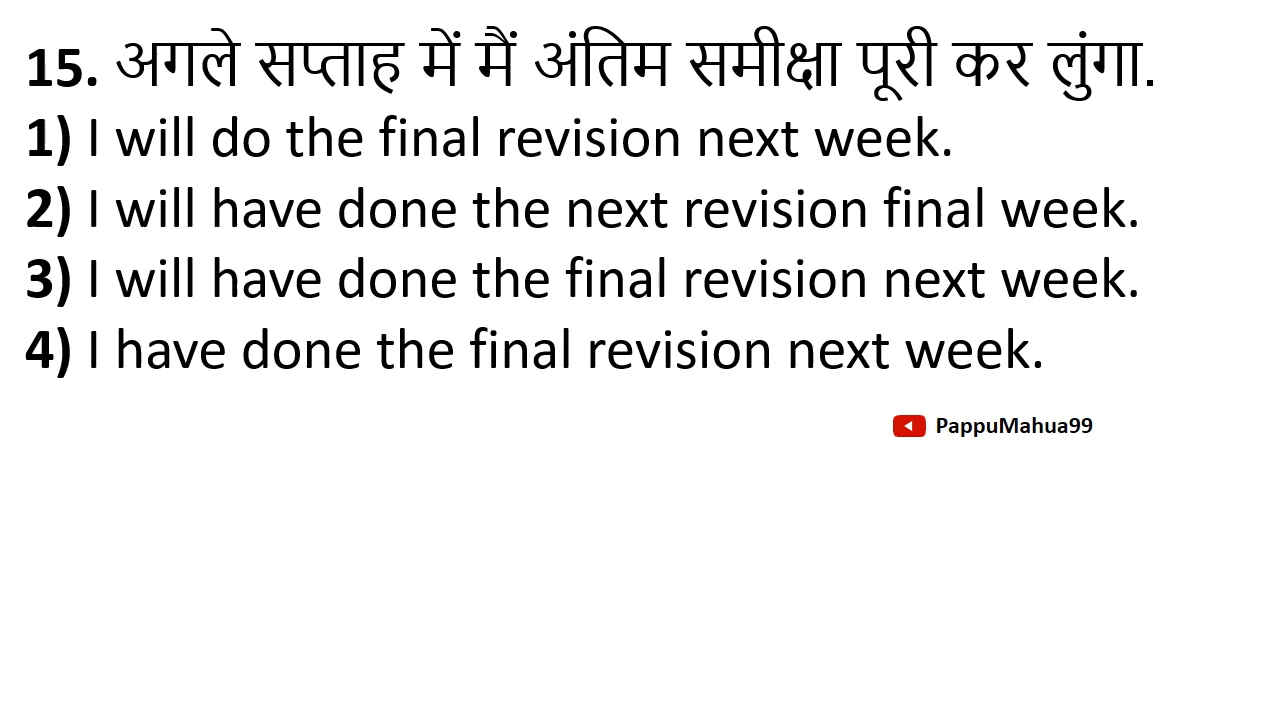 15. अगले सप्ताह में मैं अंतिम समीक्षा पूरी कर लुंगा.
1) I will do the final revision next week.
2) I will have done the next revision final week.
3) I will have done the final revision next week.
4) I have done the final revision next week.
PappuMahua99